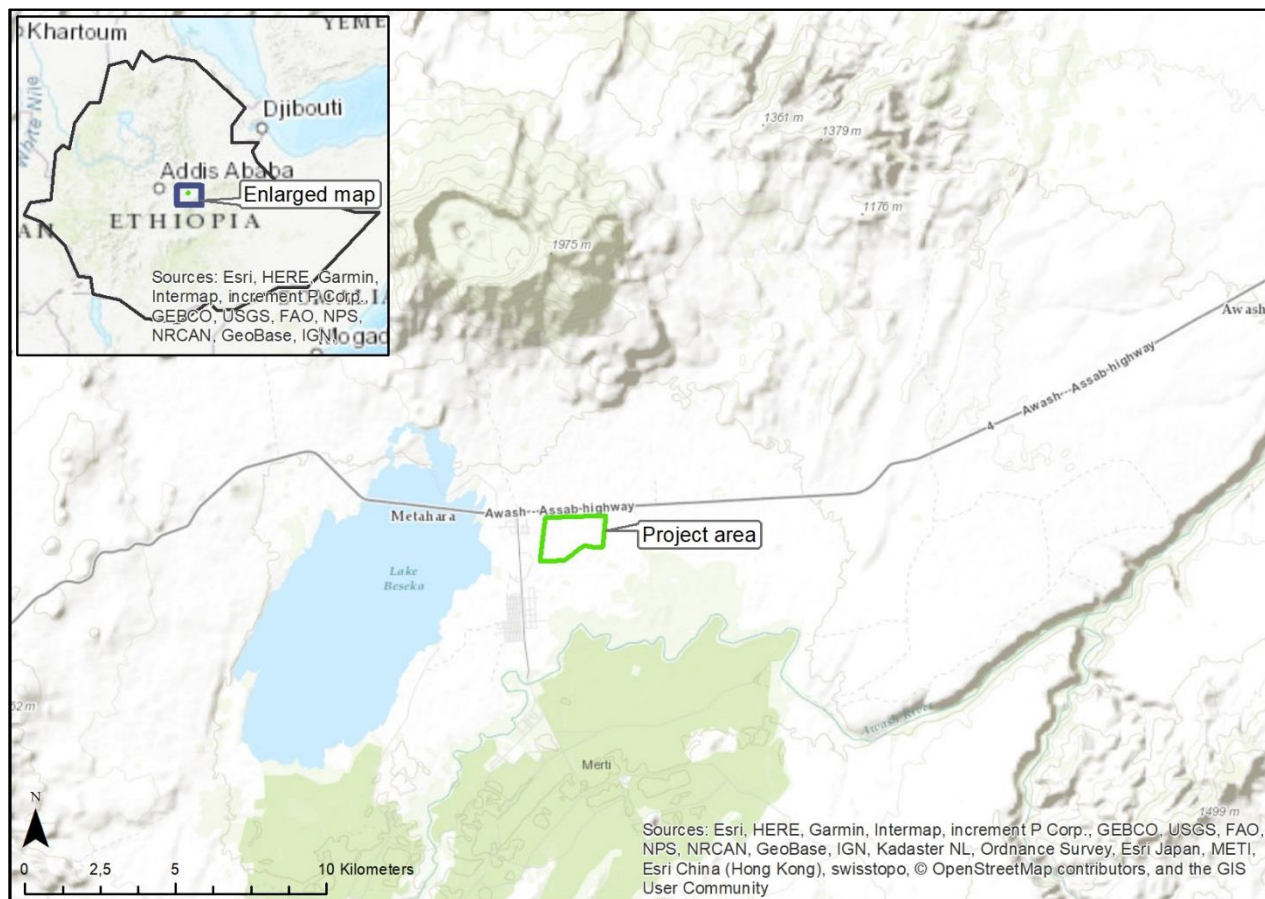 Khartoum
YEME
White Nile
Djibouti
Addis Ababa
Enlarged map
ETHIOPIA
AN
Sources: Esri, HERE, Garmin,
Intermap, increment P Corp.,
GEBCO, USGS, FAO, NPS,
NRCAN, GeoBase, IGN,
Mogad
1361 m
1379 m
1176 m
1975 m
Awash
4 Awash---Assab-highway
Awash---Assab-highway
Metahara
Project area
Lake
Beseka
Awash River
52 m
Merti
1499 m
N
0 2,5 5 10 Kilometers
Sources: Esri, HERE, Garmin, Intermap, increment P Corp., GEBCO, USGS, FAO,
NPS, NRCAN, GeoBase, IGN, Kadaster NL, Ordnance Survey, Esri Japan, METI,
Esri China (Hong Kong), swisstopo, © OpenStreetMap contributors, and the GIS
User Community